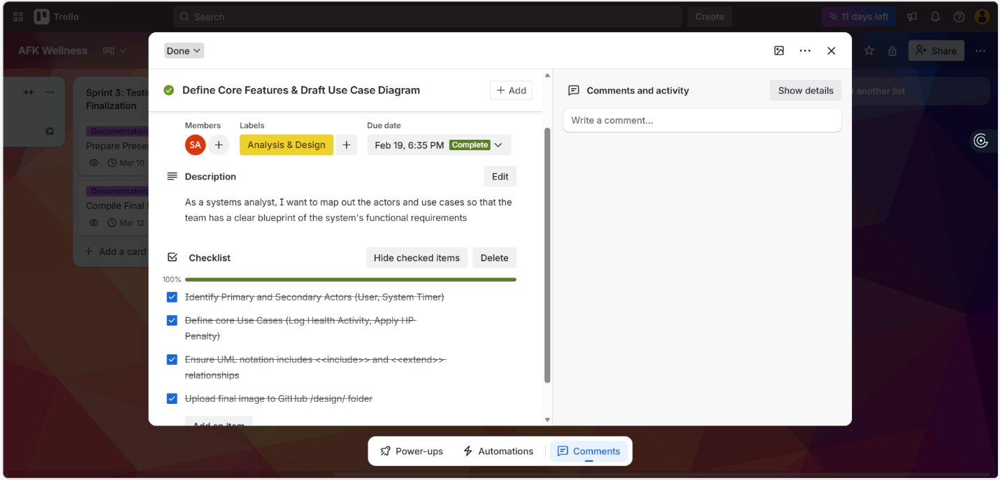 Trello
Search
Create
11 days left
AFK Wellness
Share
Sprint 3: Testi
Finalization
Documentation
Prepare Presen
Mar 10
Documentation
Compile Final
Mar 12
Add a card
another list
Done
Define Core Features & Draft Use Case Diagram
Add
Members
Labels
Due date
SA
Analysis & Design
Feb 19, 6:35 PM Complete
Description
Edit
As a systems analyst, I want to map out the actors and use cases so that the
team has a clear blueprint of the system's functional requirements
Checklist
Hide checked items
Delete
100%
Identify Primary and Secondary Actors (User, System Timer)
Define core Use Cases (Log Health Activity, Apply HP
Penalty)
Ensure UML notation includes <<include>> and <<extend>>
relationships
Upload final image to GitHub /design/ folder
Add an item
Comments and activity
Show details
Write a comment...
Power-ups
Automations
Comments